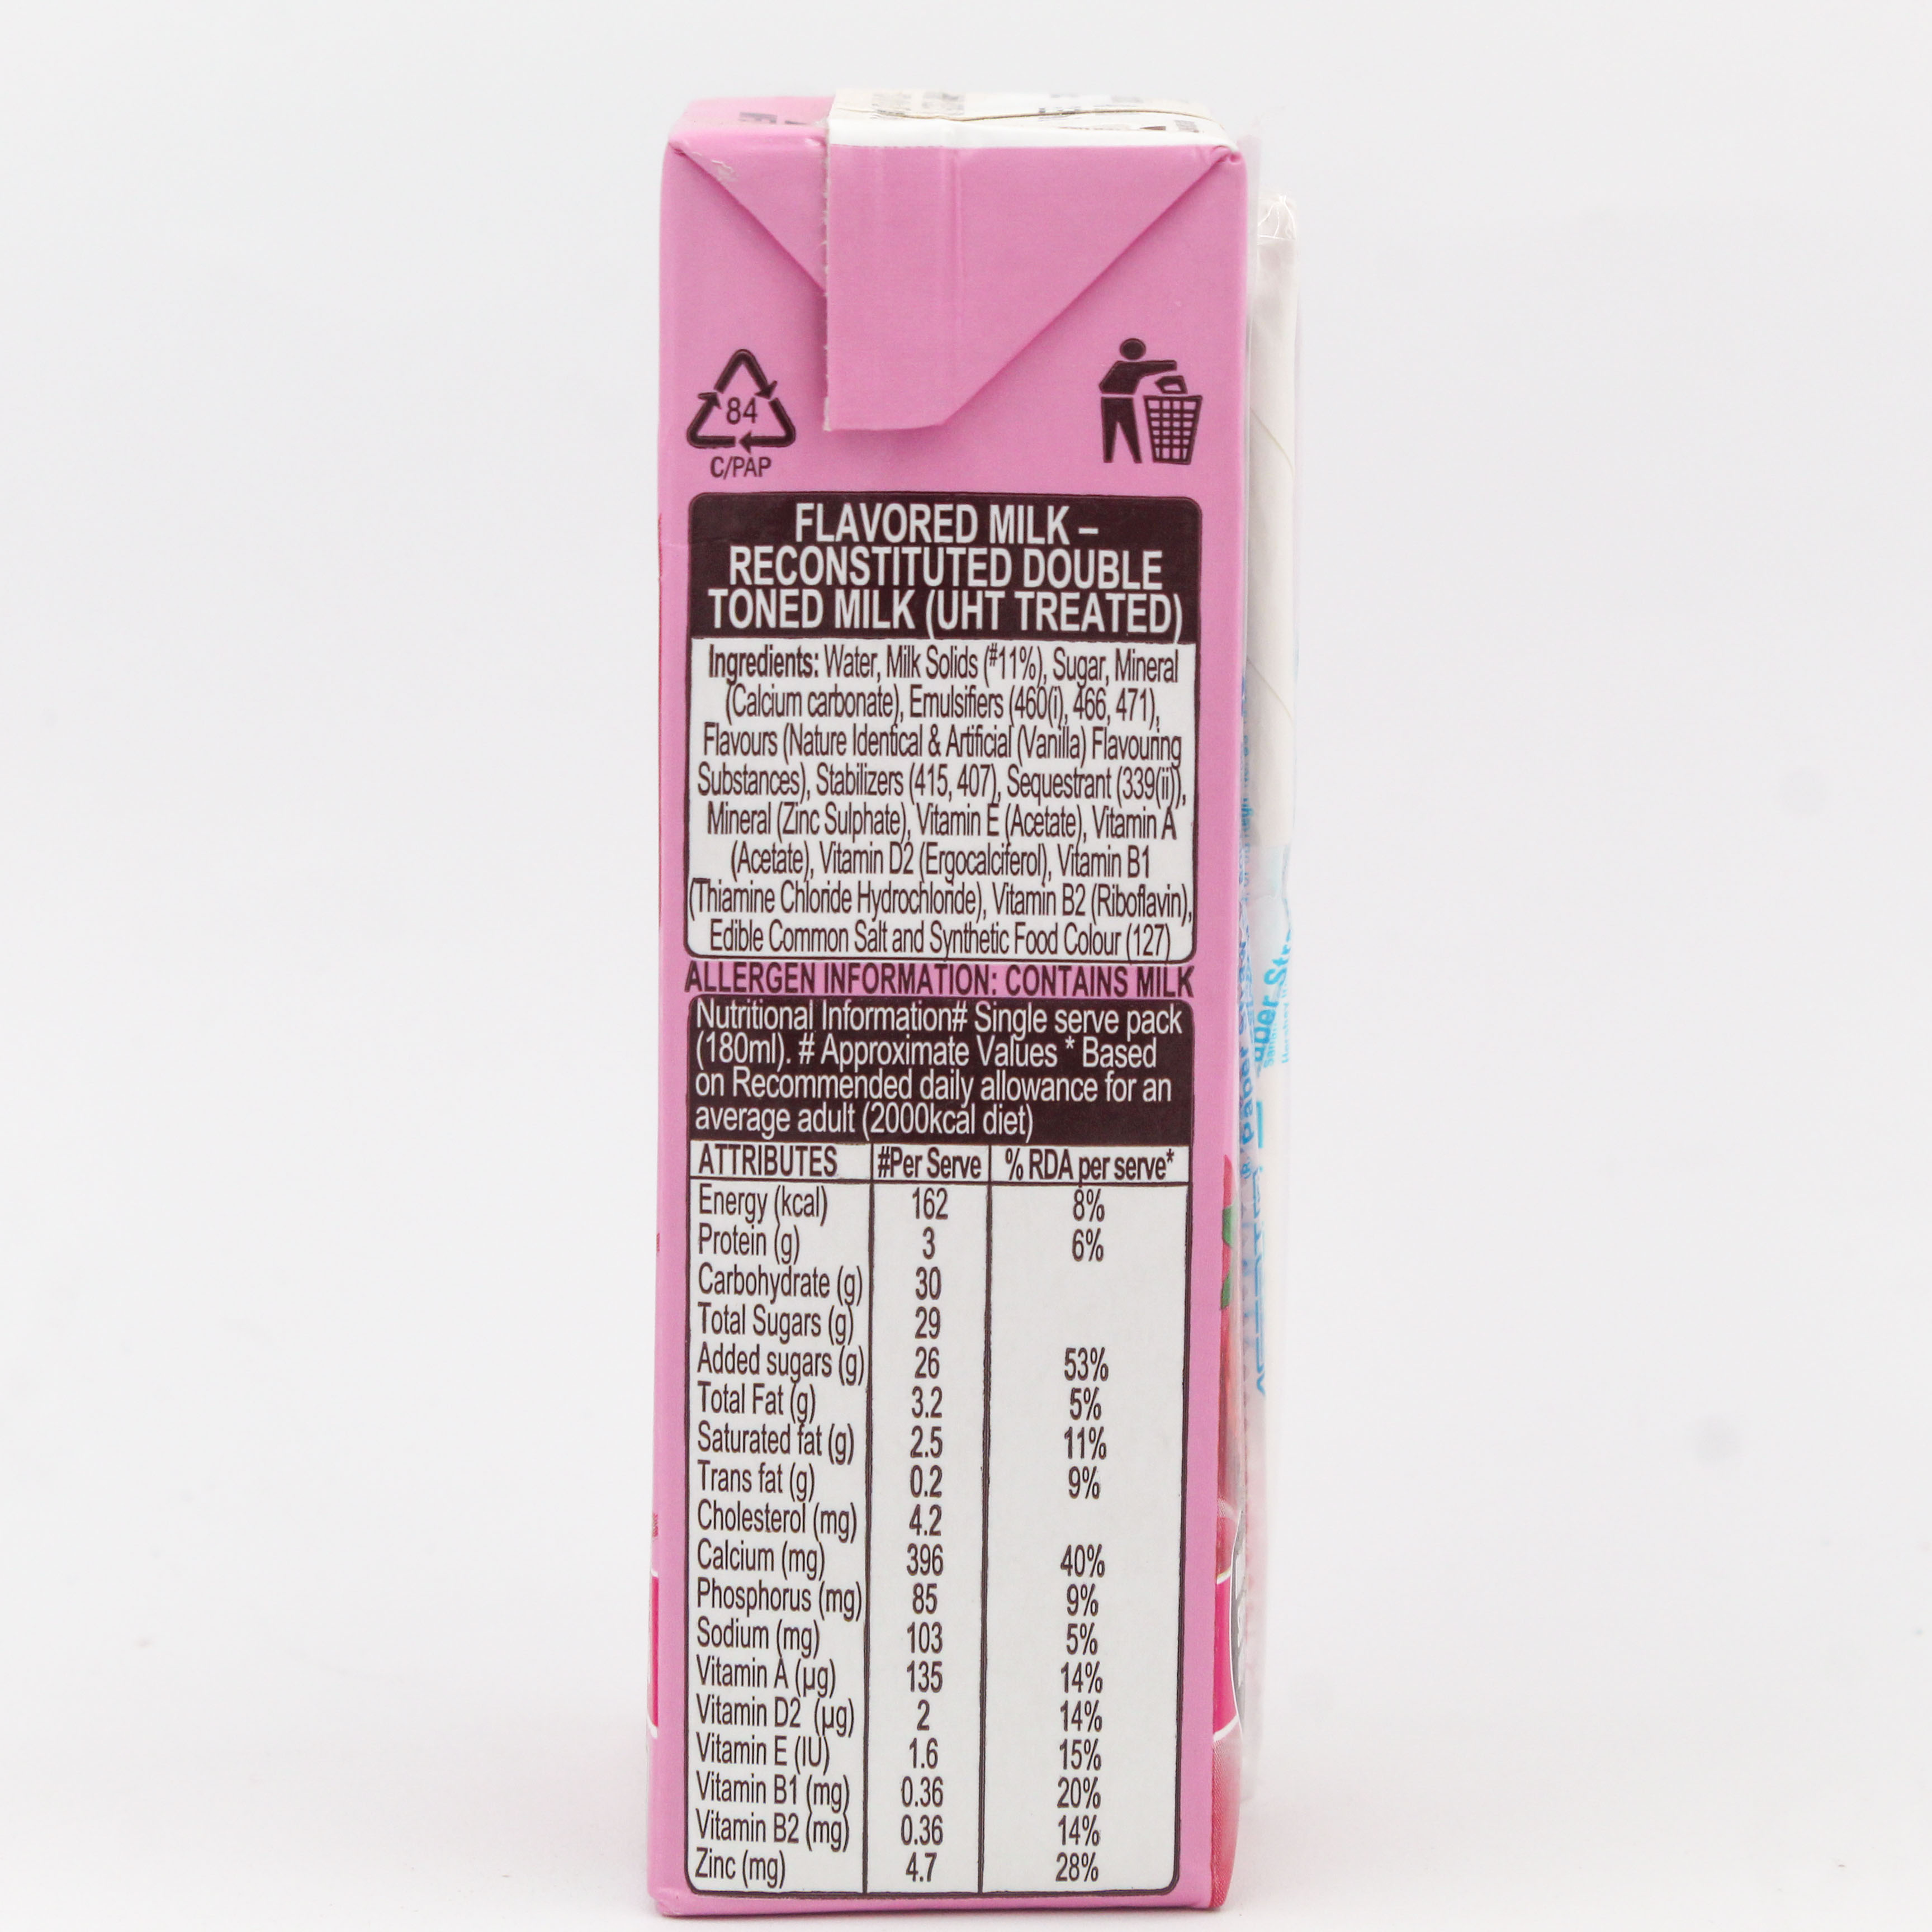 84
C/PAP
FLAVORED MILK –
RECONSTITUTED DOUBLE
TONED MILK (UHT TREATED)
Ingredients: Water, Milk Solids (#11%), Sugar, Mineral
(Calcium carbonate), Emulsifiers (460(i), 466, 471),
Flavours (Nature Identical & Artificial (Vanilla) Flavouring
Substances), Stabilizers (415, 407), Sequestrant (339(ii)),
Mineral (Zinc Sulphate), Vitamin E (Acetate), Vitamin A
(Acetate), Vitamin D2 (Ergocalciferol), Vitamin B1
(Thiamine Chloride Hydrochloride), Vitamin B2 (Riboflavin),
Edible Common Salt and Synthetic Food Colour (127)
ALLERGEN INFORMATION: CONTAINS MILK
Nutritional Information# Single serve pack
(180ml). # Approximate Values * Based
on Recommended daily allowance for an
average adult (2000kcal diet)
ATTRIBUTES #Per Serve % RDA per serve*
Energy (kcal) 162 8%
Protein (g) 3 6%
Carbohydrate (g) 30
Total Sugars (g) 29
Added sugars (g) 26 53%
Total Fat (g) 3.2 5%
Saturated fat (g) 2.5 11%
Trans fat (g) 0.2 9%
Cholesterol (mg) 4.2
Calcium (mg) 396 40%
Phosphorus (mg) 85 9%
Sodium (mg) 103 5%
Vitamin A (µg) 135 14%
Vitamin D2 (µg) 2 14%
Vitamin E (IU) 1.6 15%
Vitamin B1 (mg) 0.36 20%
Vitamin B2 (mg) 0.36 14%
Zinc (mg) 4.7 28%